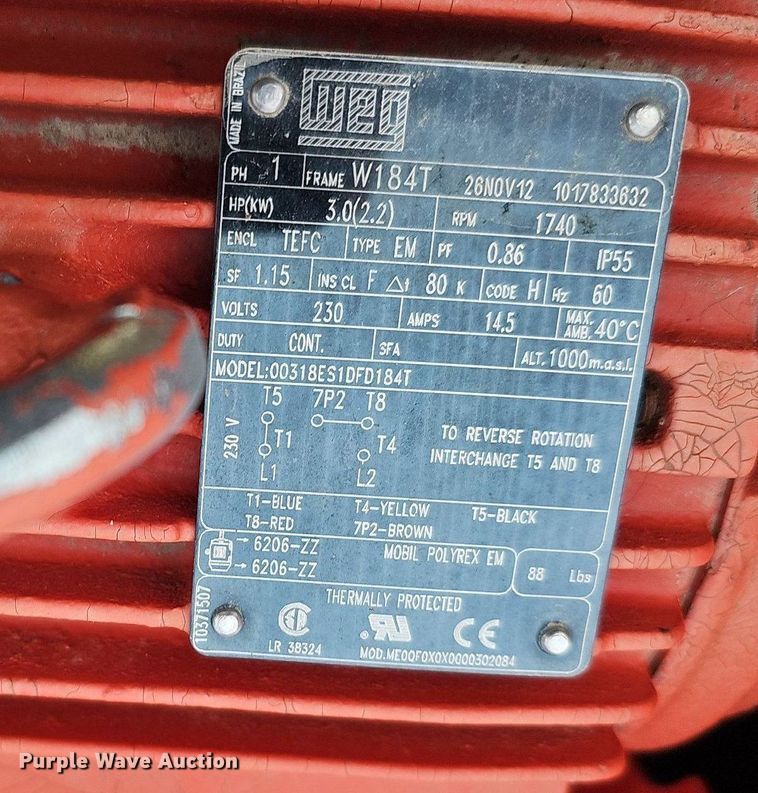 MADE IN BRAZIL
WEG
PH 1 FRAME W184T 26NOV12 1017833632
HP(KW) 3.0(2.2) RPM 1740
ENCL TEFC TYPE EM PF 0.86 IP55
SF 1.15 INS CL F Δt 80 K CODE H Hz 60
VOLTS 230 AMPS 14.5 MAX. AMB. 40°C
DUTY CONT. SFA ALT. 1000m.a.s.l.
MODEL:00318ES1DFD184T
230 V
T5 7P2 T8
T1 T4
L1 L2
TO REVERSE ROTATION
INTERCHANGE T5 AND T8
T1-BLUE T4-YELLOW T5-BLACK
T8-RED 7P2-BROWN
6206-ZZ MOBIL POLYREX EM
6206-ZZ 88 Lbs
10371507
THERMALLY PROTECTED
LR 38324 MOD.ME00F0X0X0000302084
Purple Wave Auction